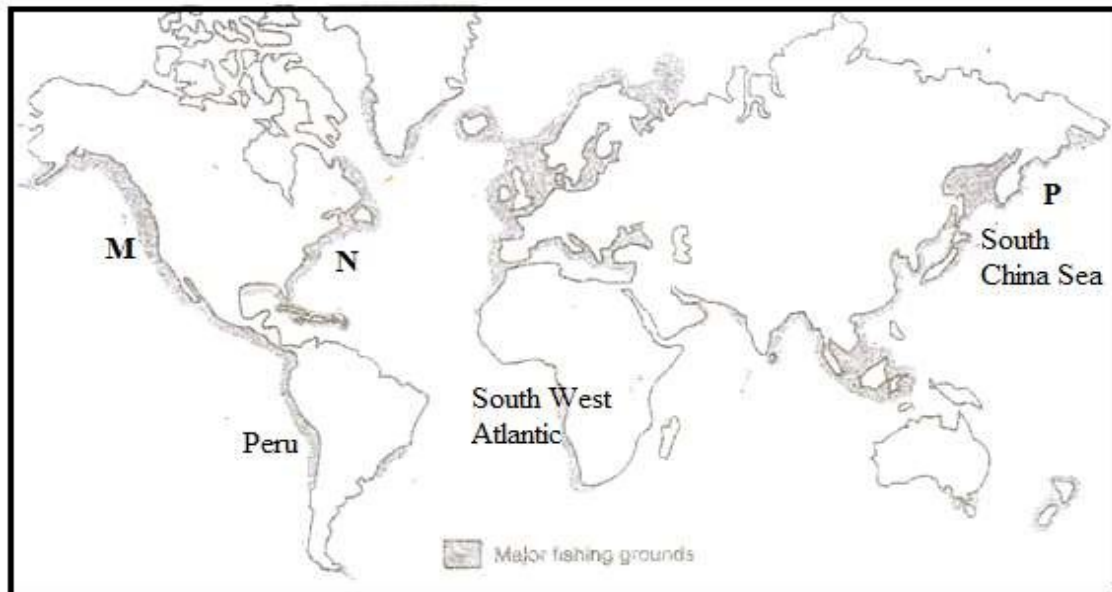 P
M
N
South
China Sea
South West
Atlantic
Peru
Major fishing grounds